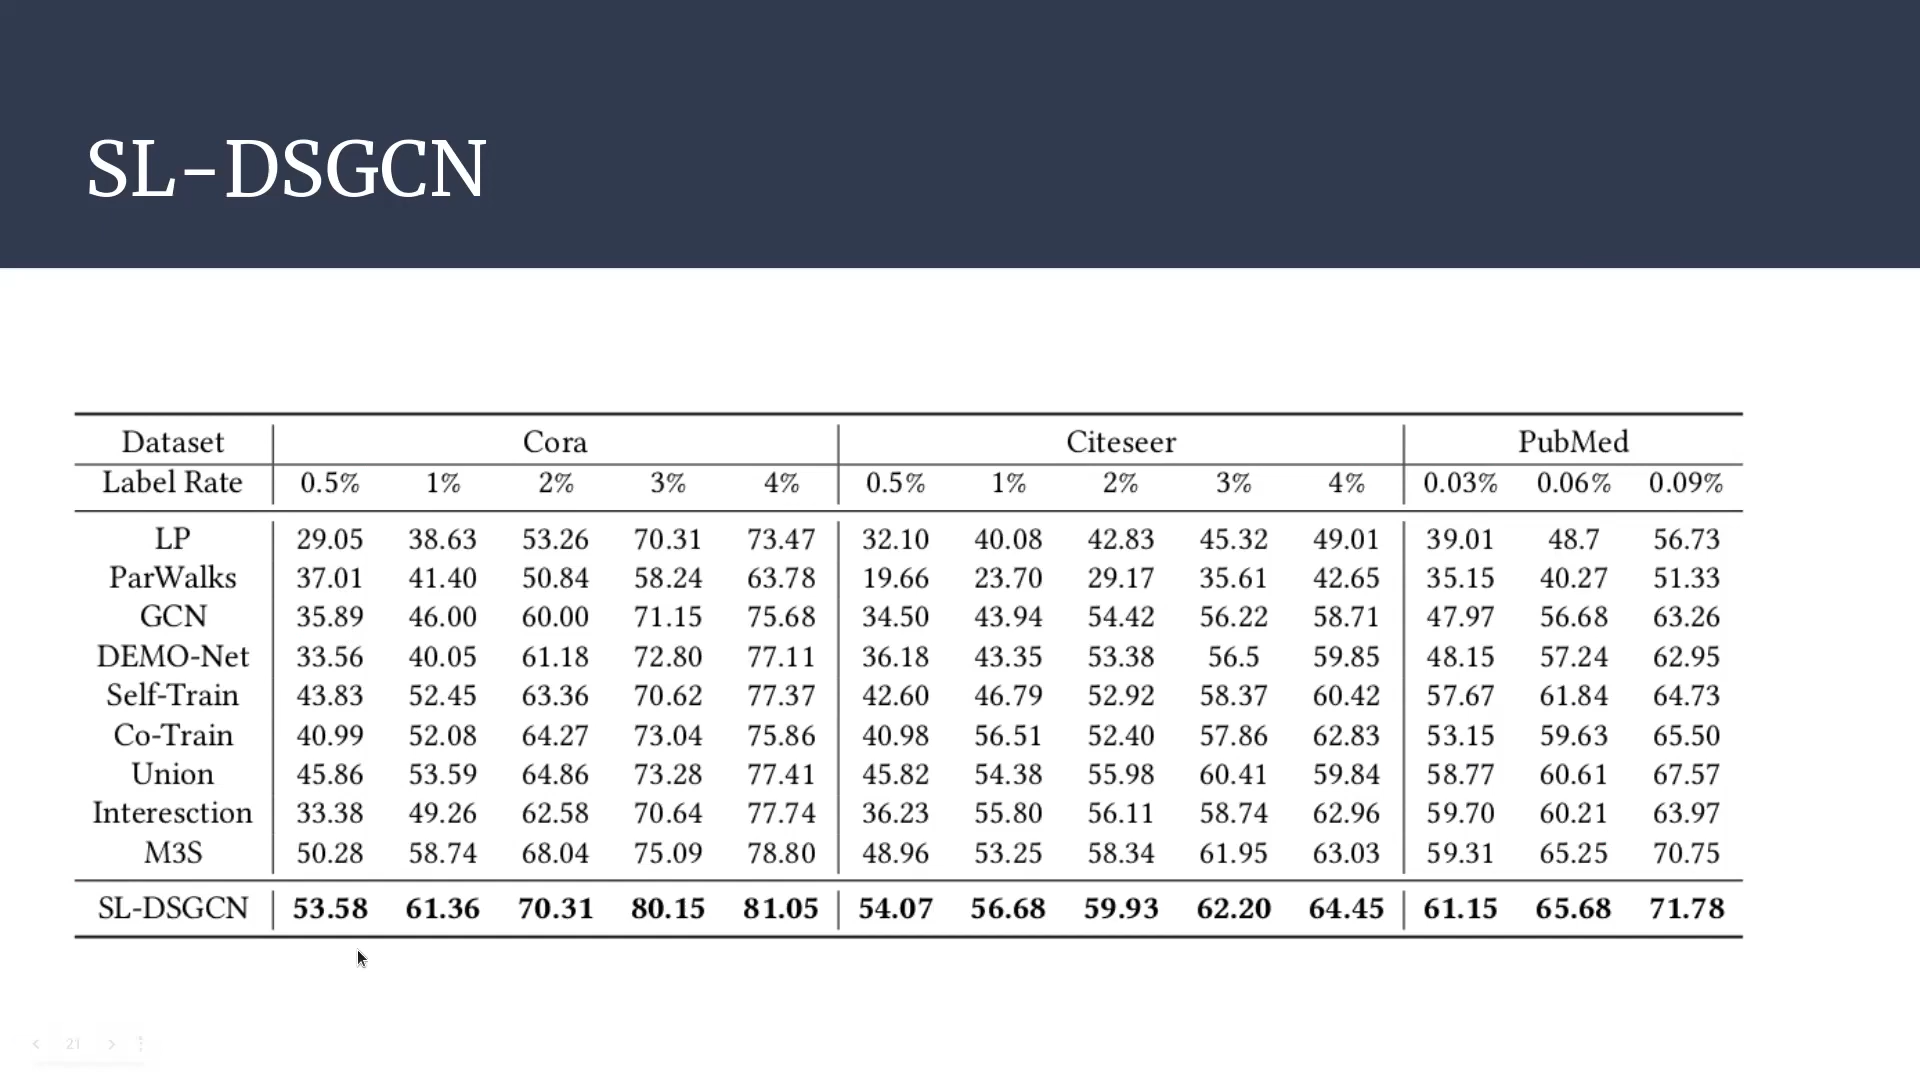 SL-DSGCN
Dataset Cora Citeseer PubMed
Label Rate 0.5% 1% 2% 3% 4% 0.5% 1% 2% 3% 4% 0.03% 0.06% 0.09%
LP 29.05 38.63 53.26 70.31 73.47 32.10 40.08 42.83 45.32 49.01 39.01 48.7 56.73
ParWalks 37.01 41.40 50.84 58.24 63.78 19.66 23.70 29.17 35.61 42.65 35.15 40.27 51.33
GCN 35.89 46.00 60.00 71.15 75.68 34.50 43.94 54.42 56.22 58.71 47.97 56.68 63.26
DEMO-Net 33.56 40.05 61.18 72.80 77.11 36.18 43.35 53.38 56.5 59.85 48.15 57.24 62.95
Self-Train 43.83 52.45 63.36 70.62 77.37 42.60 46.79 52.92 58.37 60.42 57.67 61.84 64.73
Co-Train 40.99 52.08 64.27 73.04 75.86 40.98 56.51 52.40 57.86 62.83 53.15 59.63 65.50
Union 45.86 53.59 64.86 73.28 77.41 45.82 54.38 55.98 60.41 59.84 58.77 60.61 67.57
Interesction 33.38 49.26 62.58 70.64 77.74 36.23 55.80 56.11 58.74 62.96 59.70 60.21 63.97
M3S 50.28 58.74 68.04 75.09 78.80 48.96 53.25 58.34 61.95 63.03 59.31 65.25 70.75
SL-DSGCN 53.58 61.36 70.31 80.15 81.05 54.07 56.68 59.93 62.20 64.45 61.15 65.68 71.78
21